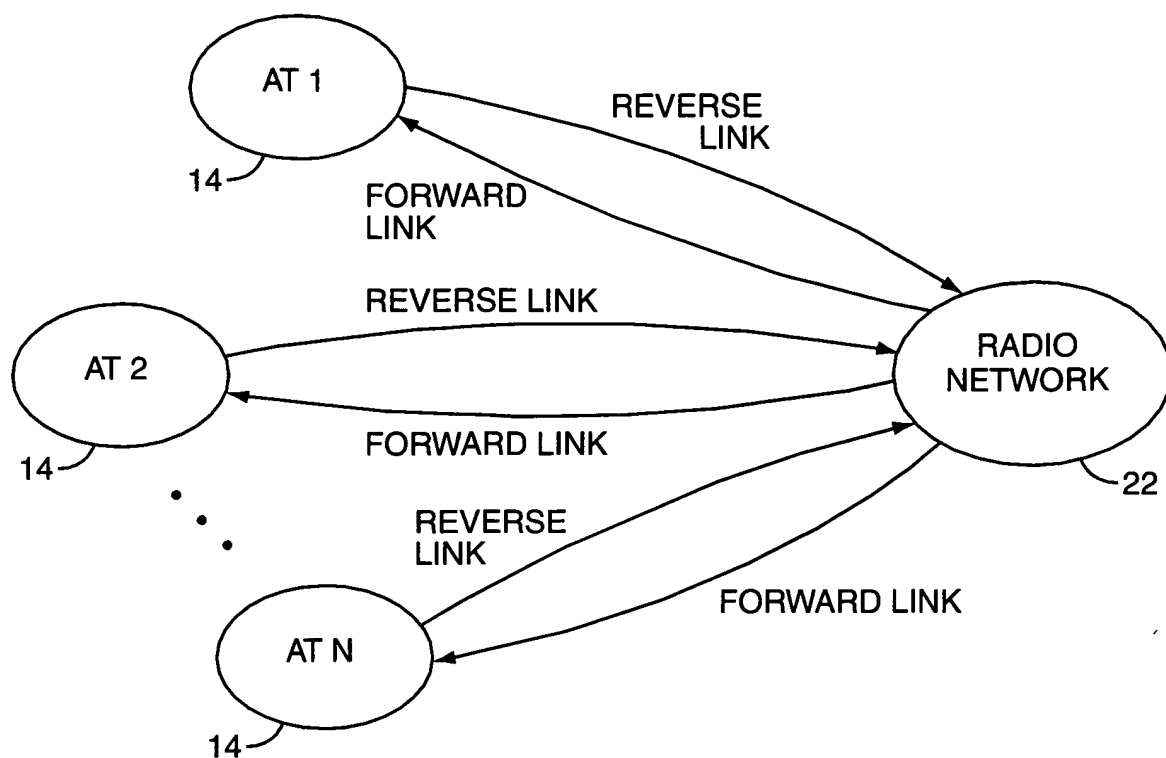 AT 1
REVERSE
LINK
14
FORWARD
LINK
REVERSE LINK
AT 2
RADIO
NETWORK
FORWARD LINK
14
22
REVERSE
LINK
FORWARD LINK
AT N
14